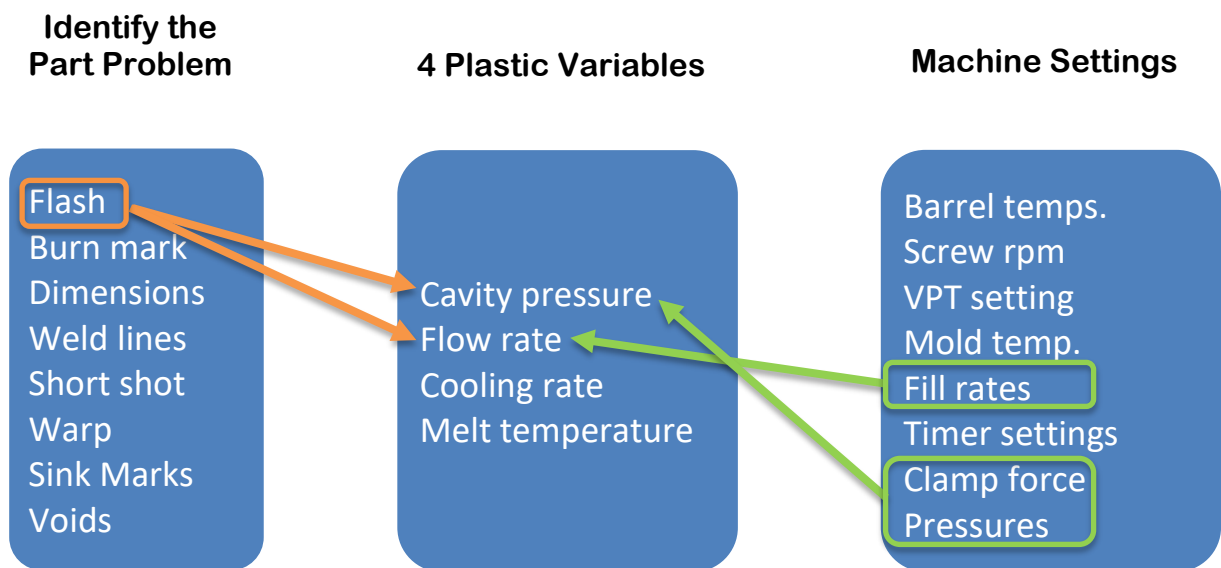 Identify the
Part Problem
4 Plastic Variables
Machine Settings
Flash
Burn mark
Dimensions
Weld lines
Short shot
Warp
Sink Marks
Voids
Cavity pressure
Flow rate
Cooling rate
Melt temperature
Barrel temps.
Screw rpm
VPT setting
Mold temp.
Fill rates
Timer settings
Clamp force
Pressures